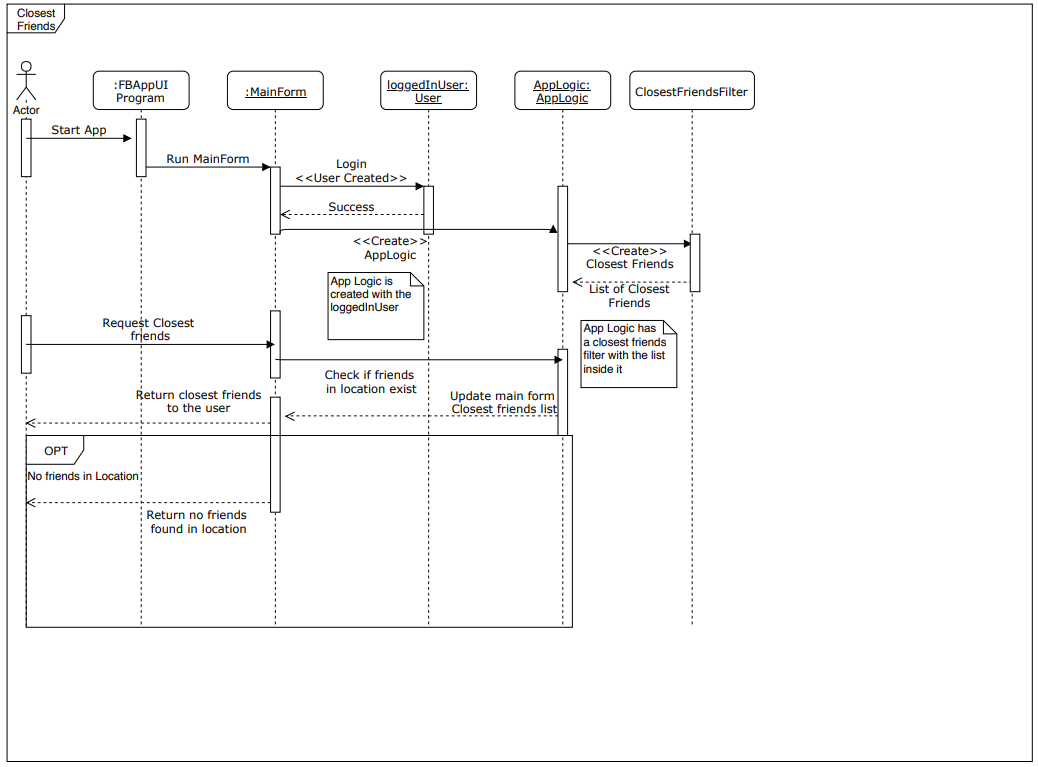 Closest
Friends
Actor
:FBAppUI
Program
:MainForm
loggedInUser:
User
AppLogic:
AppLogic
ClosestFriendsFilter
Start App
Run MainForm
Login
<<User Created>>
Success
<<Create>>
AppLogic
<<Create>>
Closest Friends
List of Closest
Friends
App Logic is
created with the
loggedInUser
Request Closest
friends
App Logic has
a closest friends
filter with the list
inside it
Check if friends
in location exist
Update main form
Closest friends list
Return closest friends
to the user
OPT
No friends in Location
Return no friends
found in location